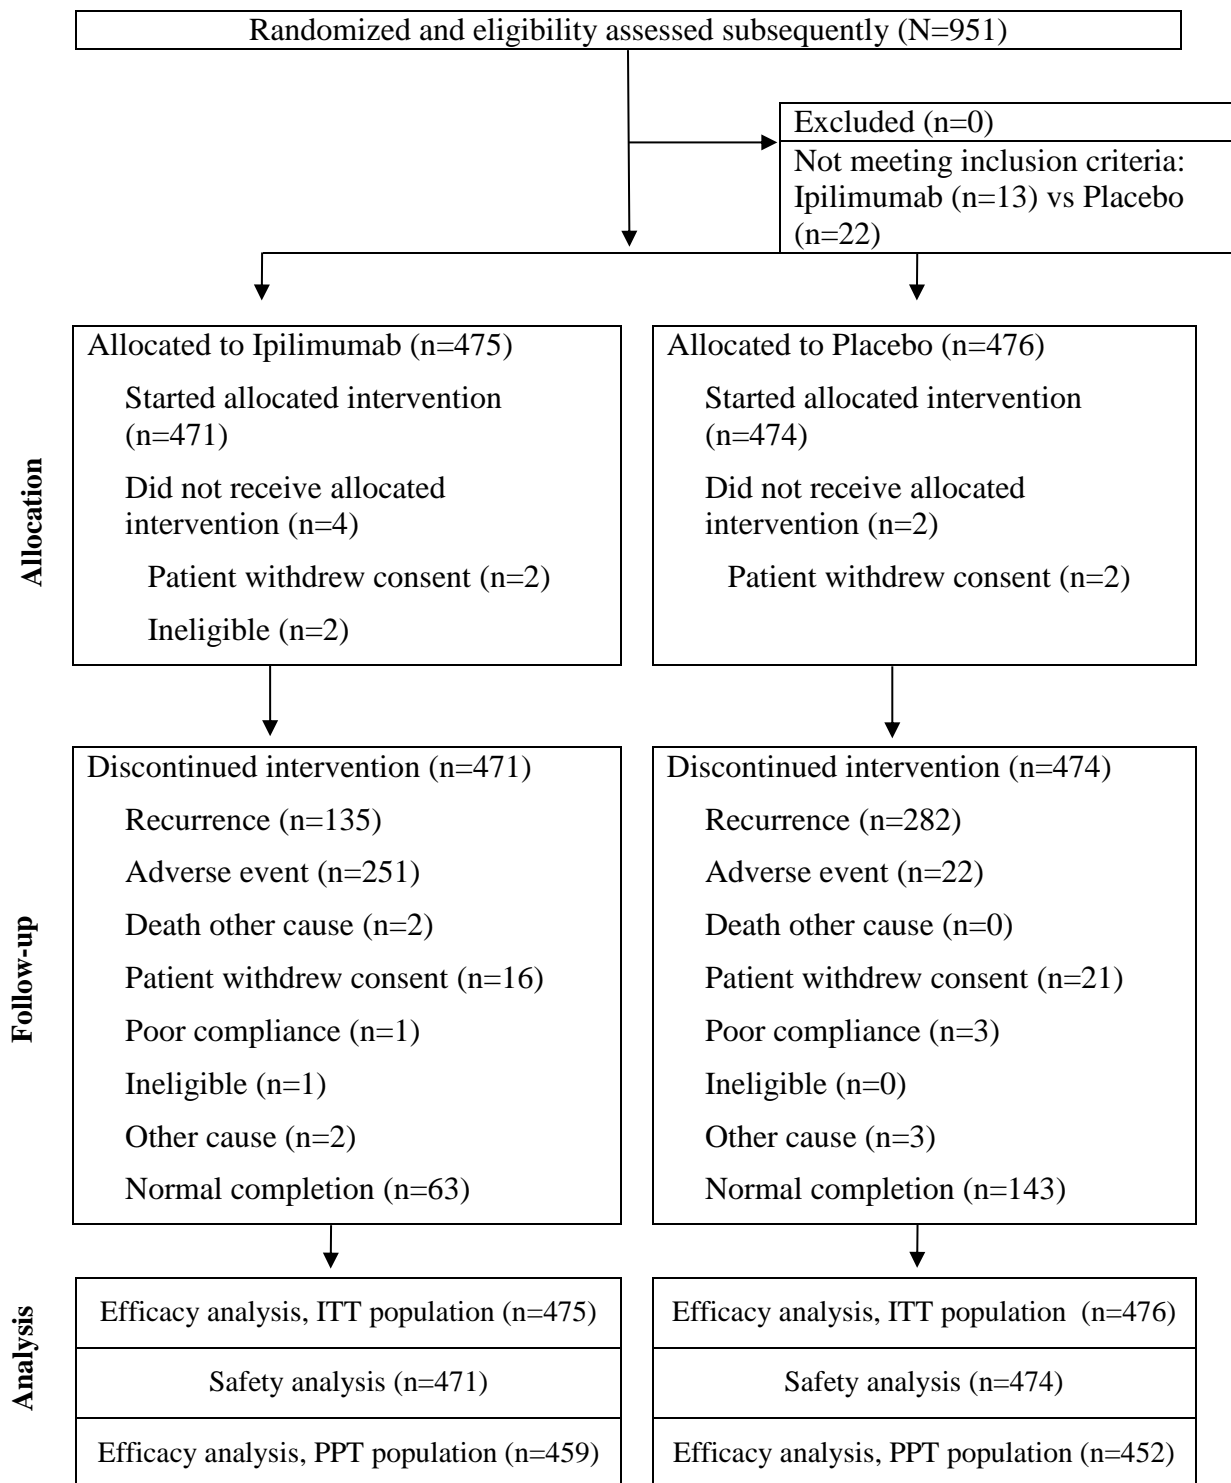 Randomized and eligibility assessed subsequently (N=951)
Excluded (n=0)
Not meeting inclusion criteria:
Ipilimumab (n=13) vs Placebo
(n=22)
Allocation
Allocated to Ipilimumab (n=475)
Started allocated intervention
(n=471)
Did not receive allocated
intervention (n=4)
Patient withdrew consent (n=2)
Ineligible (n=2)
Allocated to Placebo (n=476)
Started allocated intervention
(n=474)
Did not receive allocated
intervention (n=2)
Patient withdrew consent (n=2)
Follow-up
Discontinued intervention (n=471)
Recurrence (n=135)
Adverse event (n=251)
Death other cause (n=2)
Patient withdrew consent (n=16)
Poor compliance (n=1)
Ineligible (n=1)
Other cause (n=2)
Normal completion (n=63)
Discontinued intervention (n=474)
Recurrence (n=282)
Adverse event (n=22)
Death other cause (n=0)
Patient withdrew consent (n=21)
Poor compliance (n=3)
Ineligible (n=0)
Other cause (n=3)
Normal completion (n=143)
Analysis
Efficacy analysis, ITT population (n=475)
Safety analysis (n=471)
Efficacy analysis, PPT population (n=459)
Efficacy analysis, ITT population  (n=476)
Safety analysis (n=474)
Efficacy analysis, PPT population (n=452)